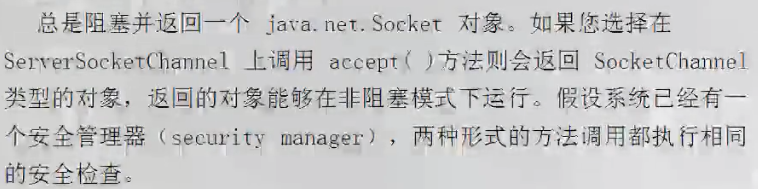 总是阻塞并返回一个 java.net.Socket 对象。如果您选择在
ServerSocketChannel 上调用 accept( )方法则会返回 SocketChannel
类型的对象，返回的对象能够在非阻塞模式下运行。假设系统已经有一
个安全管理器（security manager），两种形式的方法调用都执行相同
的安全检查。